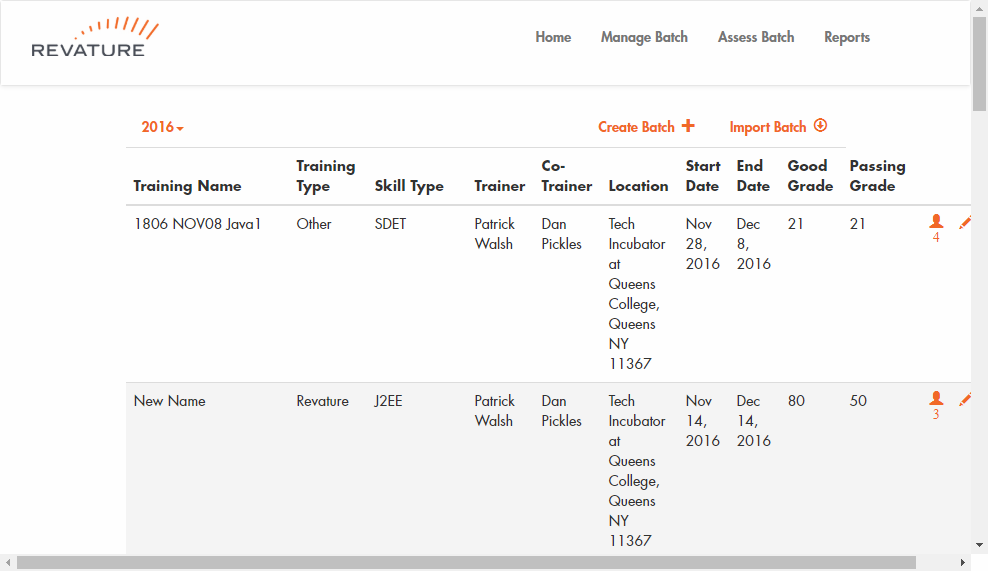 REVATURE
Home Manage Batch Assess Batch Reports
2016 Create Batch Import Batch
Training Name Training Type Skill Type Trainer Co-Trainer Location Start Date End Date Good Grade Passing Grade
1806 NOV08 Java1 Other SDET Patrick Walsh Dan Pickles Tech Incubator at Queens College, Queens NY 11367 Nov 28, 2016 Dec 8, 2016 21 21 4
New Name Revature J2EE Patrick Walsh Dan Pickles Tech Incubator at Queens College, Queens NY 11367 Nov 14, 2016 Dec 14, 2016 80 50 3